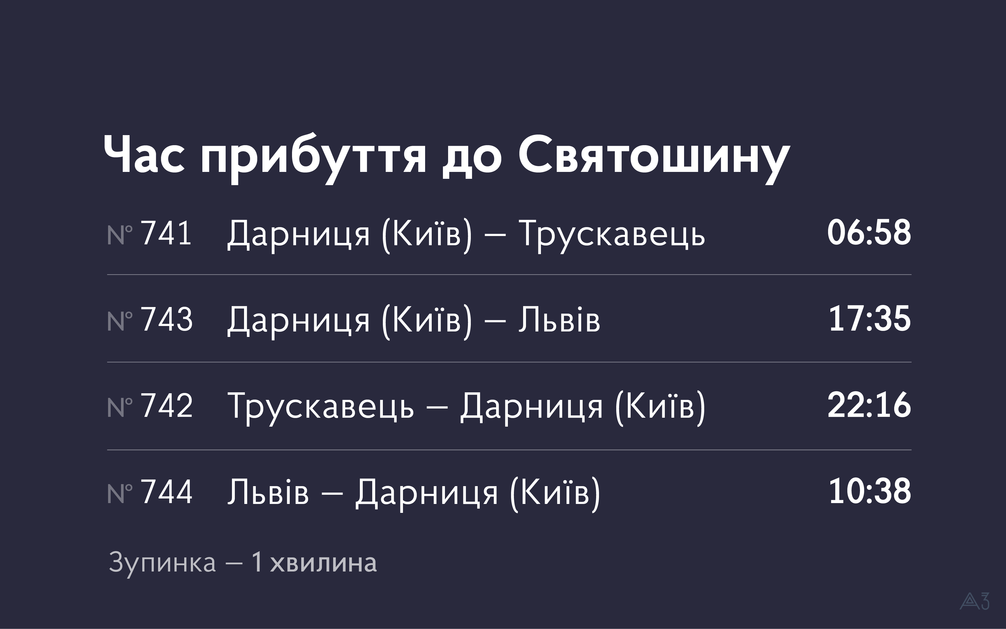 Час прибуття до Святошину
№ 741 Дарниця (Київ) — Трускавець 06:58
№ 743 Дарниця (Київ) — Львів 17:35
№ 742 Трускавець — Дарниця (Київ) 22:16
№ 744 Львів — Дарниця (Київ) 10:38
Зупинка — 1 хвилина